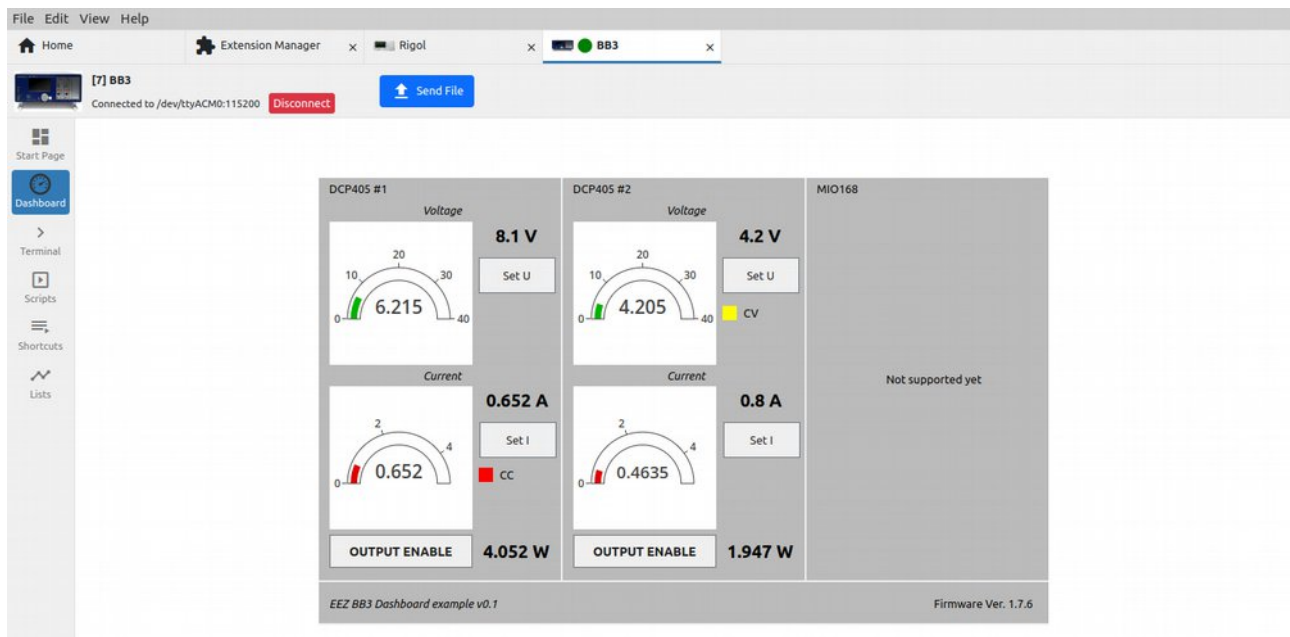 File Edit View Help
Home
Extension Manager x
Rigol x
BB3 x
[7] BB3
Connected to /dev/ttyACM0:115200 Disconnect
Send File
Start Page
Dashboard
Terminal
Scripts
Shortcuts
Lists
DCP405 #1
Voltage
0 10 20 30 40
6.215
8.1 V
Set U
Current
0 2 4
0.652
0.652 A
Set I
CC
OUTPUT ENABLE
4.052 W
DCP405 #2
Voltage
0 10 20 30 40
4.205
4.2 V
Set U
CV
Current
0 2 4
0.4635
0.8 A
Set I
OUTPUT ENABLE
1.947 W
MIO168
Not supported yet
EEZ BB3 Dashboard example v0.1
Firmware Ver. 1.7.6